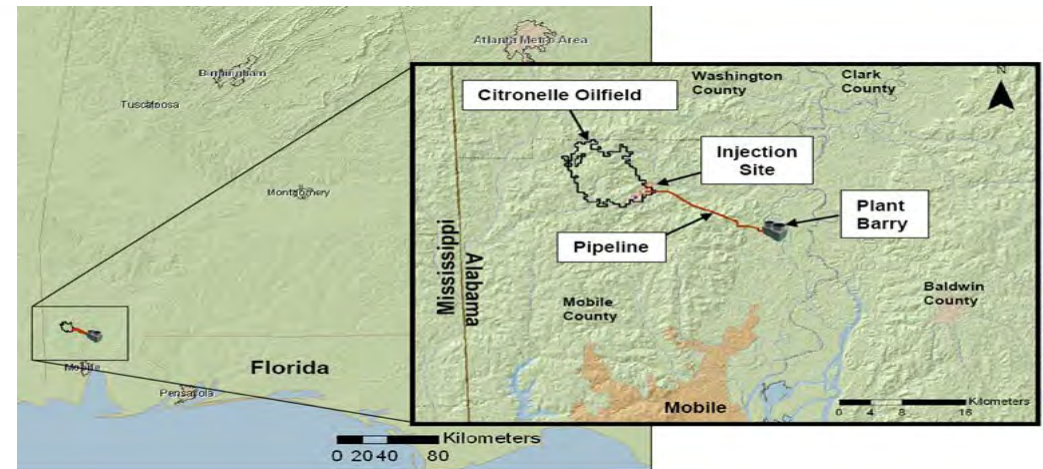 Atlanta Metro Area
Birmingham
Tuscaloosa
Montgomery
Mobile
Pensacola
Florida
Kilometers
0 20 40 80
Washington
County
Clark
County
N
Citronelle Oilfield
Injection
Site
Plant
Barry
Pipeline
Mississippi
Alabama
Mobile
County
Baldwin
County
Mobile
Kilometers
0 4 8 16